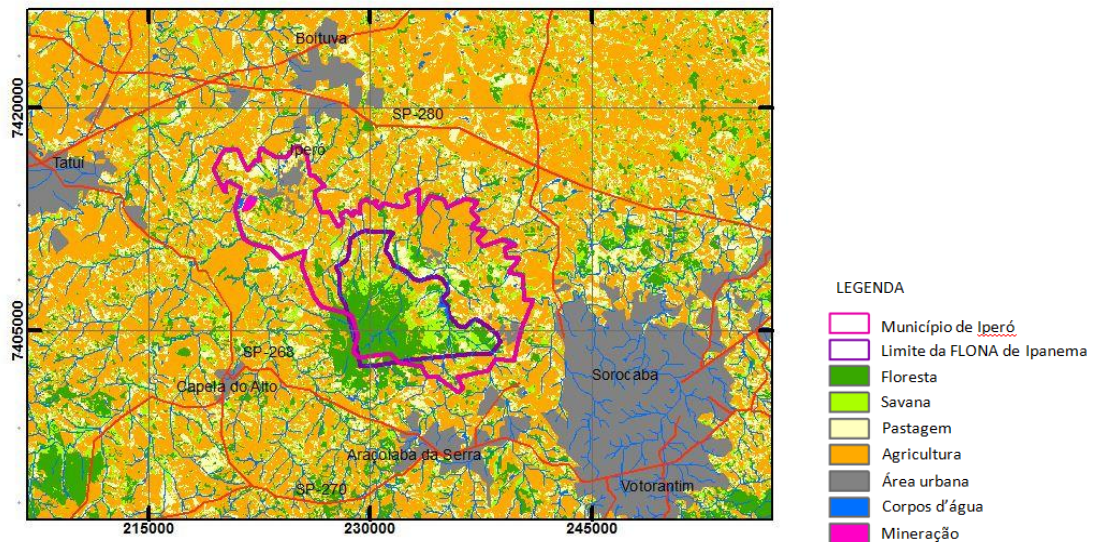 Boituva
SP-280
7420000
Iperó
Tatuí
7405000
SP-268
Capela do Alto
Sorocaba
Araçoiaba da Serra
SP-270
Votorantim
215000
230000
245000
LEGENDA
Município de Iperó
Limite da FLONA de Ipanema
Floresta
Savana
Pastagem
Agricultura
Área urbana
Corpos d'água
Mineração